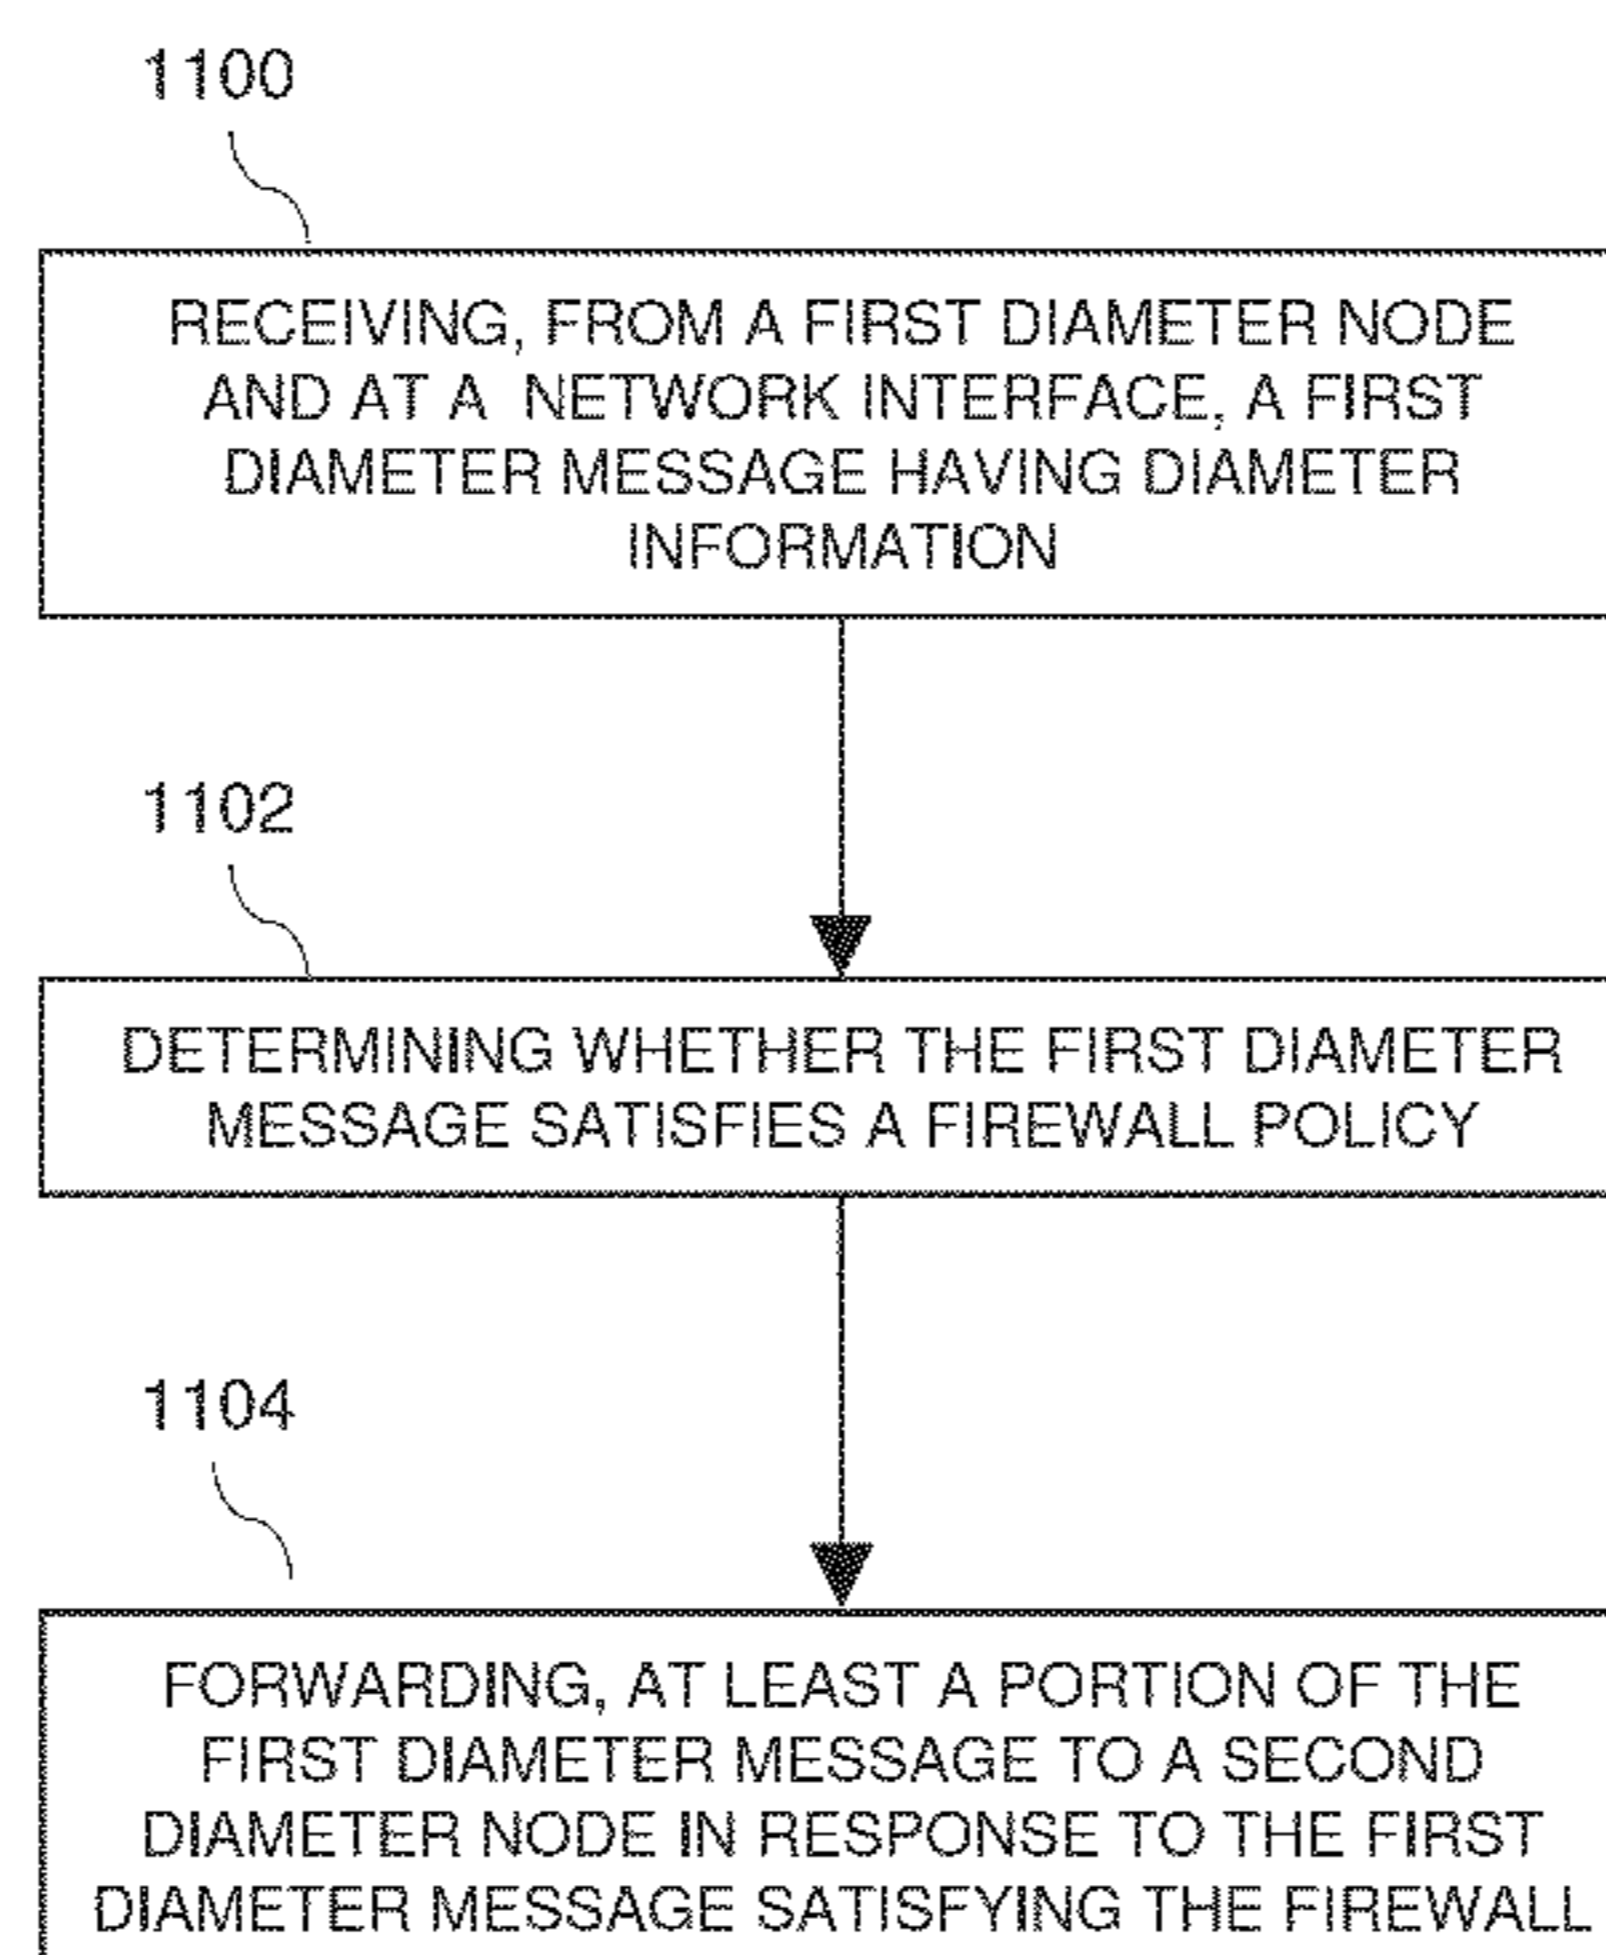 1100
RECEIVING, FROM A FIRST DIAMETER NODE
AND AT A NETWORK INTERFACE, A FIRST
DIAMETER MESSAGE HAVING DIAMETER
INFORMATION
1102
DETERMINING WHETHER THE FIRST DIAMETER
MESSAGE SATISFIES A FIREWALL POLICY
1104
FORWARDING, AT LEAST A PORTION OF THE
FIRST DIAMETER MESSAGE TO A SECOND
DIAMETER NODE IN RESPONSE TO THE FIRST
DIAMETER MESSAGE SATISFYING THE FIREWALL